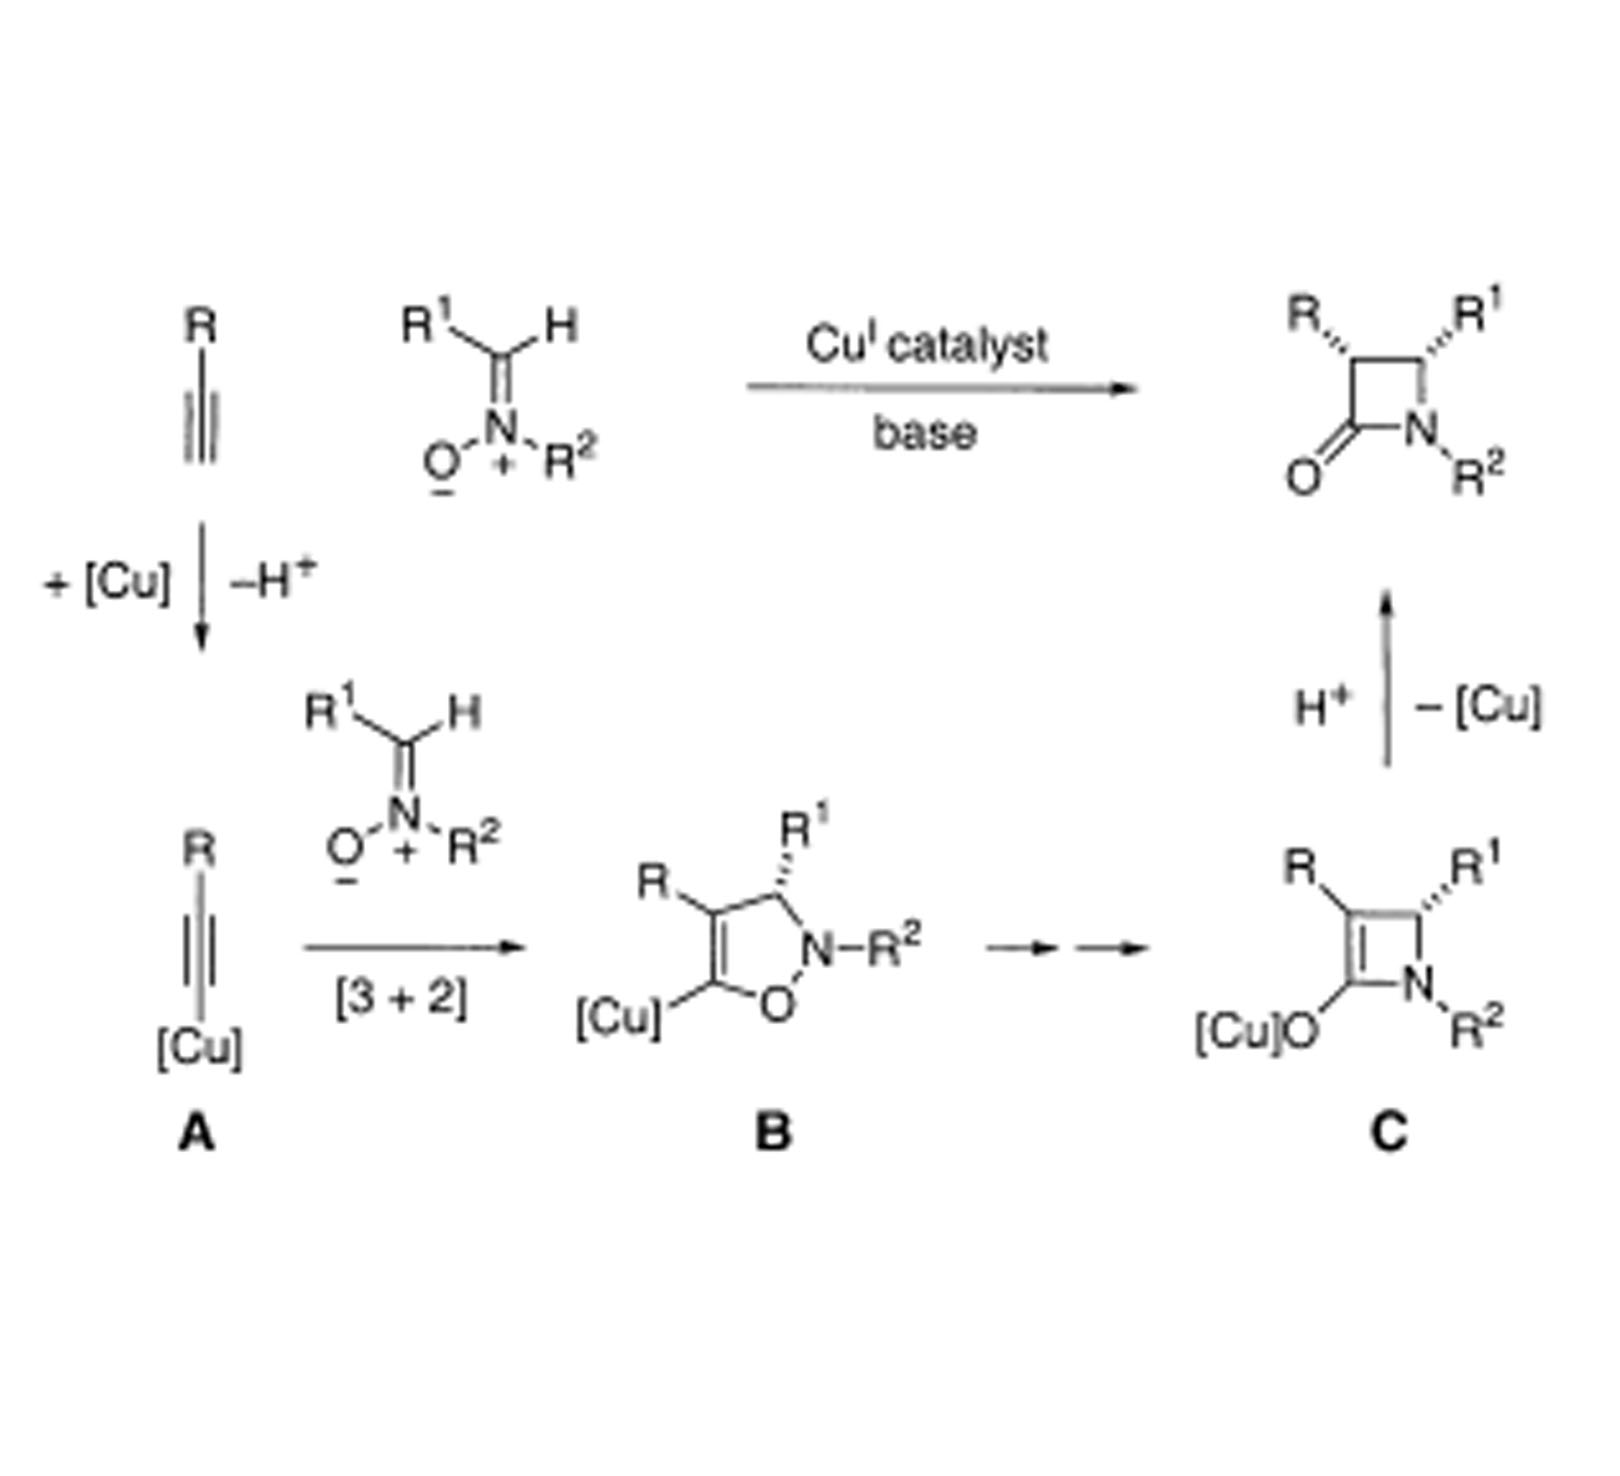 R
R¹ H
N
O + R²
−
Cuᴵ catalyst
base
R R¹
N
O R²
+ [Cu] –H⁺
R¹ H
N
O + R²
−
R
[Cu]
A
[3 + 2]
R¹
R
N–R²
[Cu] O
B
H⁺ – [Cu]
R R¹
N
[Cu]O R²
C